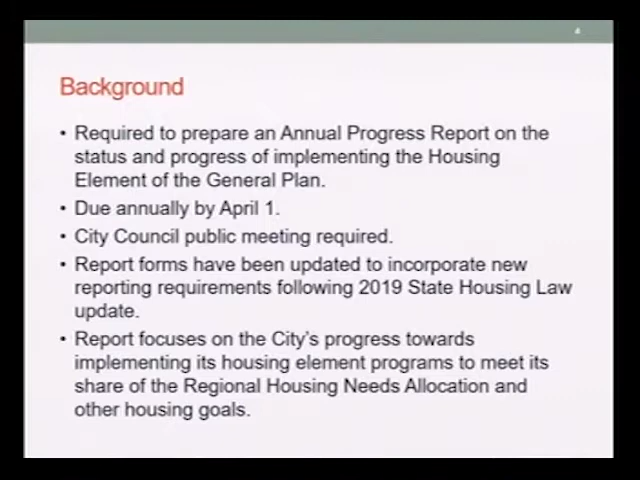 4
Background
• Required to prepare an Annual Progress Report on the
status and progress of implementing the Housing
Element of the General Plan.
• Due annually by April 1.
• City Council public meeting required.
• Report forms have been updated to incorporate new
reporting requirements following 2019 State Housing Law
update.
• Report focuses on the City's progress towards
implementing its housing element programs to meet its
share of the Regional Housing Needs Allocation and
other housing goals.